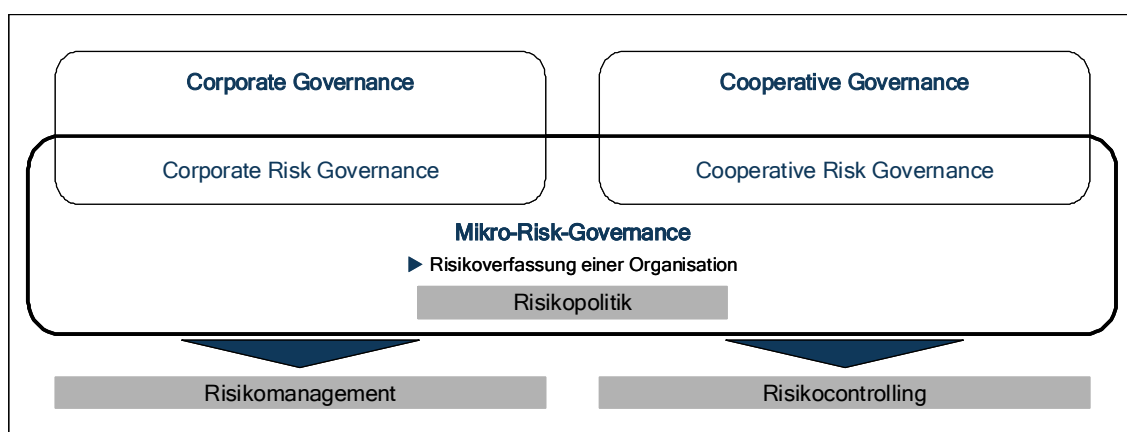 Corporate Governance
Cooperative Governance
Corporate Risk Governance
Cooperative Risk Governance
Mikro-Risk-Governance
Risikoverfassung einer Organisation
Risikopolitik
Risikomanagement
Risikocontrolling